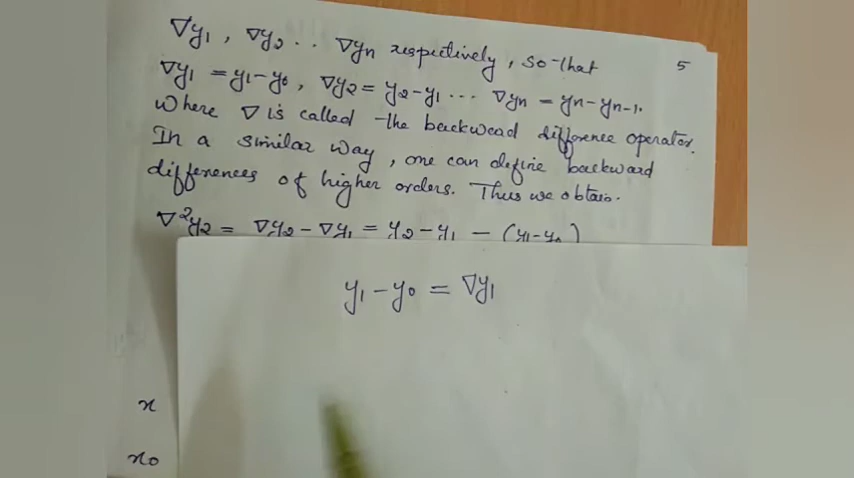 ∇y1, ∇y2 .. ∇yn respectively, so-that 5
∇y1 = y1-y0, ∇y2 = y2-y1 ... ∇yn = yn-yn-1.
Where ∇ is called -the backward difference operator.
In a similar way, one can define backward
differences of higher orders. Thus we obtain.
∇²y2 = ∇y2 - ∇y1 = y2-y1 - (y1-y0)
y1-y0 = ∇y1
x
x0